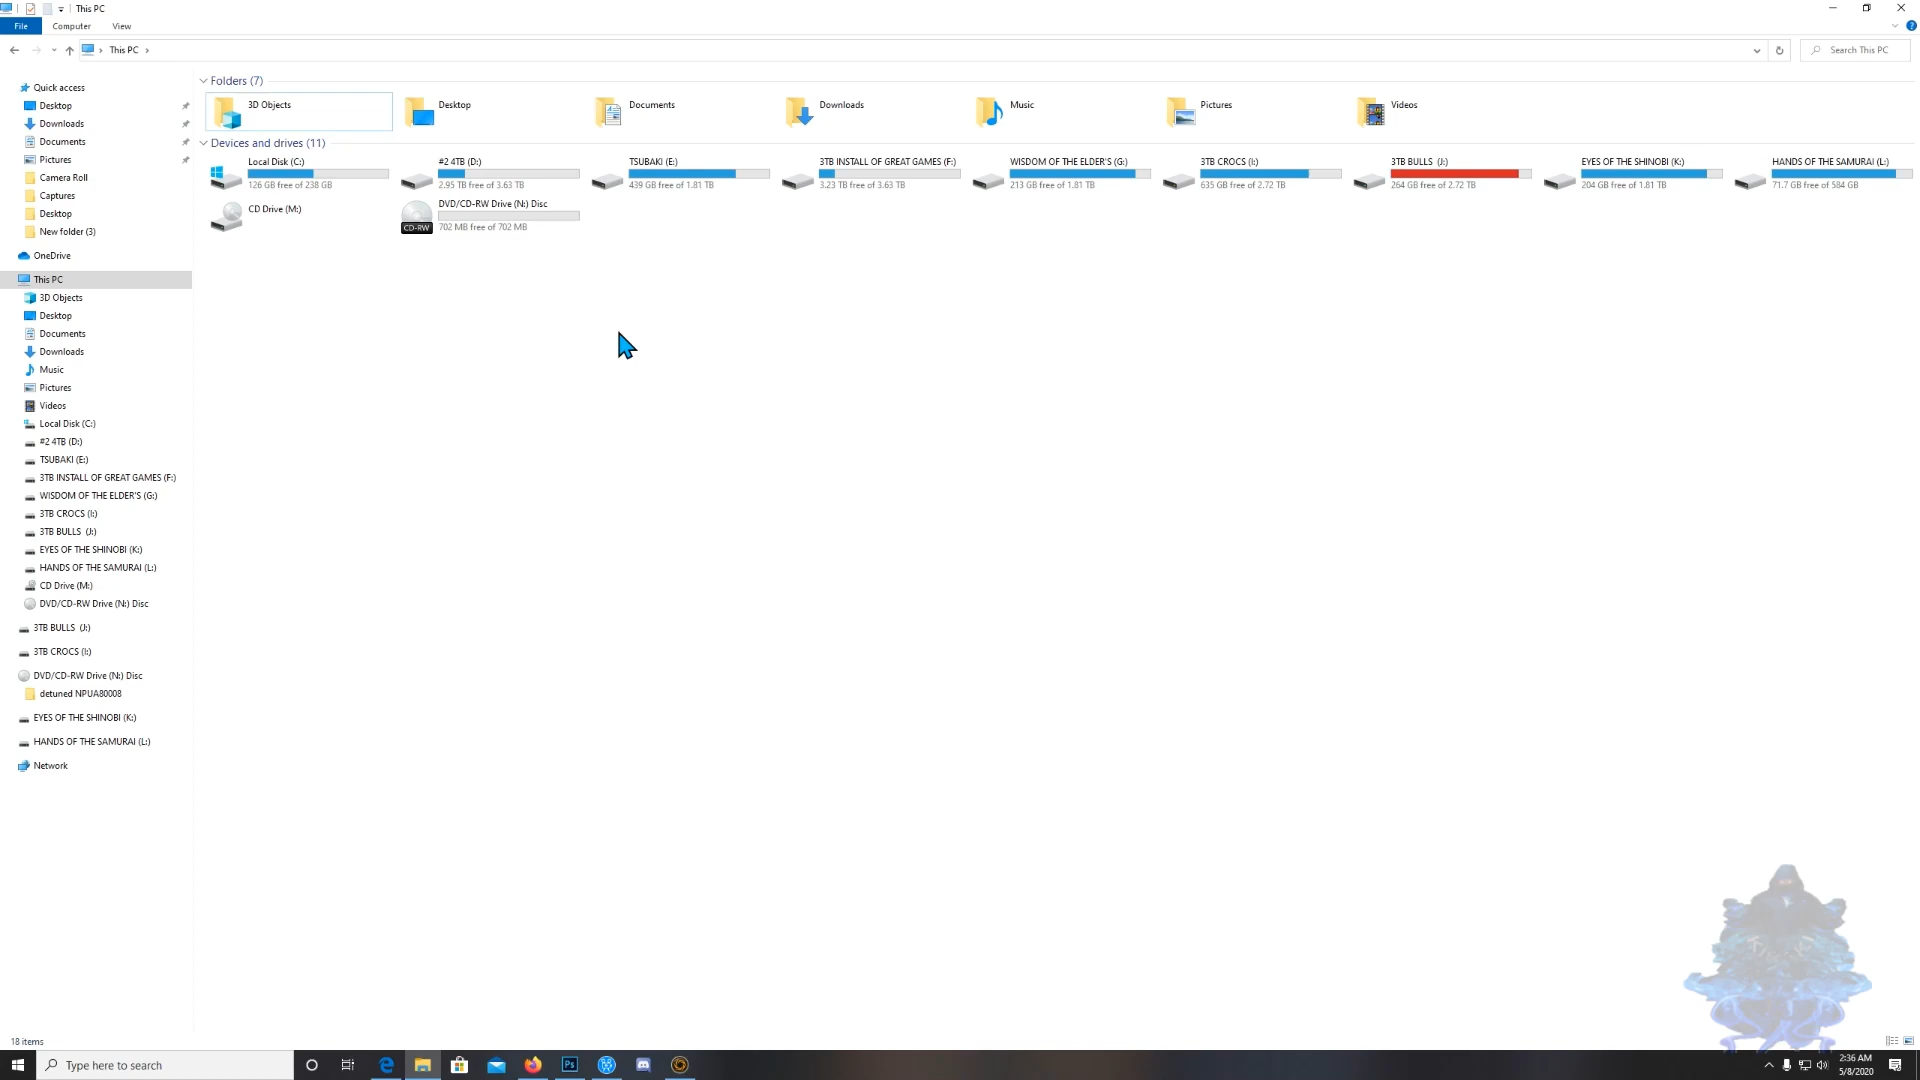 This PC
File Computer View
This PC
Search This PC
Quick access
Desktop
Downloads
Documents
Pictures
Camera Roll
Captures
Desktop
New folder (3)
OneDrive
This PC
3D Objects
Desktop
Documents
Downloads
Music
Pictures
Videos
Local Disk (C:)
#2 4TB (D:)
TSUBAKI (E:)
3TB INSTALL OF GREAT GAMES (F:)
WISDOM OF THE ELDER'S (G:)
3TB CROCS (I:)
3TB BULLS (J:)
EYES OF THE SHINOBI (K:)
HANDS OF THE SAMURAI (L:)
CD Drive (M:)
DVD/CD-RW Drive (N:) Disc
3TB BULLS (J:)
3TB CROCS (I:)
DVD/CD-RW Drive (N:) Disc
detuned NPUA80008
EYES OF THE SHINOBI (K:)
HANDS OF THE SAMURAI (L:)
Network
Folders (7)
3D Objects
Desktop
Documents
Downloads
Music
Pictures
Videos
Devices and drives (11)
Local Disk (C:)
126 GB free of 238 GB
#2 4TB (D:)
2.95 TB free of 3.63 TB
TSUBAKI (E:)
439 GB free of 1.81 TB
3TB INSTALL OF GREAT GAMES (F:)
3.23 TB free of 3.63 TB
WISDOM OF THE ELDER'S (G:)
213 GB free of 1.81 TB
3TB CROCS (I:)
635 GB free of 2.72 TB
3TB BULLS (J:)
264 GB free of 2.72 TB
EYES OF THE SHINOBI (K:)
204 GB free of 1.81 TB
HANDS OF THE SAMURAI (L:)
71.7 GB free of 584 GB
CD Drive (M:)
CD-RW
DVD/CD-RW Drive (N:) Disc
702 MB free of 702 MB
18 items
Type here to search
Ps
2:36 AM
5/8/2020